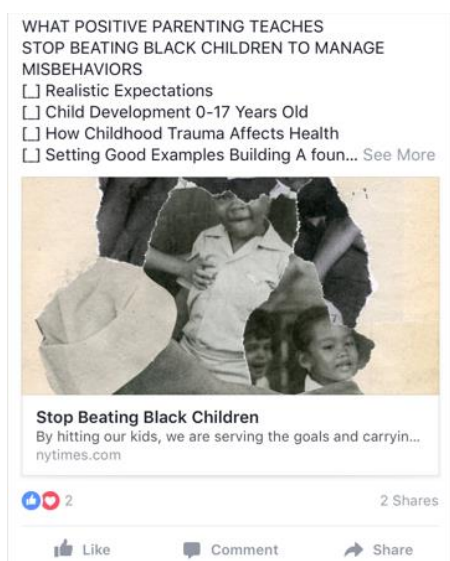 WHAT POSITIVE PARENTING TEACHES
STOP BEATING BLACK CHILDREN TO MANAGE
MISBEHAVIORS
[_] Realistic Expectations
[_] Child Development 0-17 Years Old
[_] How Childhood Trauma Affects Health
[_] Setting Good Examples Building A foun... See More
Stop Beating Black Children
By hitting our kids, we are serving the goals and carryin...
nytimes.com
2
2 Shares
Like
Comment
Share